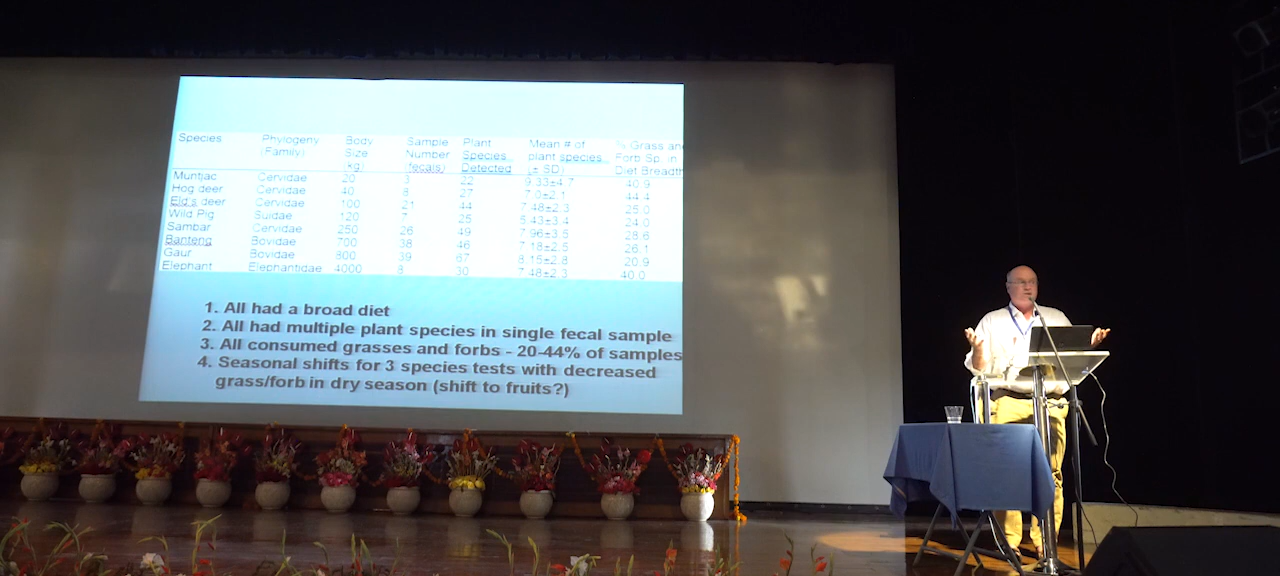 Species Phylogeny Body Sample Plant Mean # of % Grass and
(Family) Size Number Species plant species Forb Sp. in
kg) fecals) Detected (± SD) Diet Breadth
Muntjac Cervidae 20 3 22 9.33±4.7 40.9
Hog deer Cervidae 40 8 27 7.0±2.1 44.4
Eld's deer Cervidae 100 21 44 7.48±2.3 25.0
Wild Pig Suidae 120 7 25 5.43±3.4 24.0
Sambar Cervidae 250 26 49 7.96±3.5 28.6
Banteng Bovidae 700 38 46 7.18±2.5 26.1
Gaur Bovidae 800 39 67 8.15±2.8 20.9
Elephant Elephantidae 4000 8 30 7.48±2.3 40.0
1. All had a broad diet
2. All had multiple plant species in single fecal sample
3. All consumed grasses and forbs - 20-44% of samples
4. Seasonal shifts for 3 species tests with decreased
grass/forb in dry season (shift to fruits?)